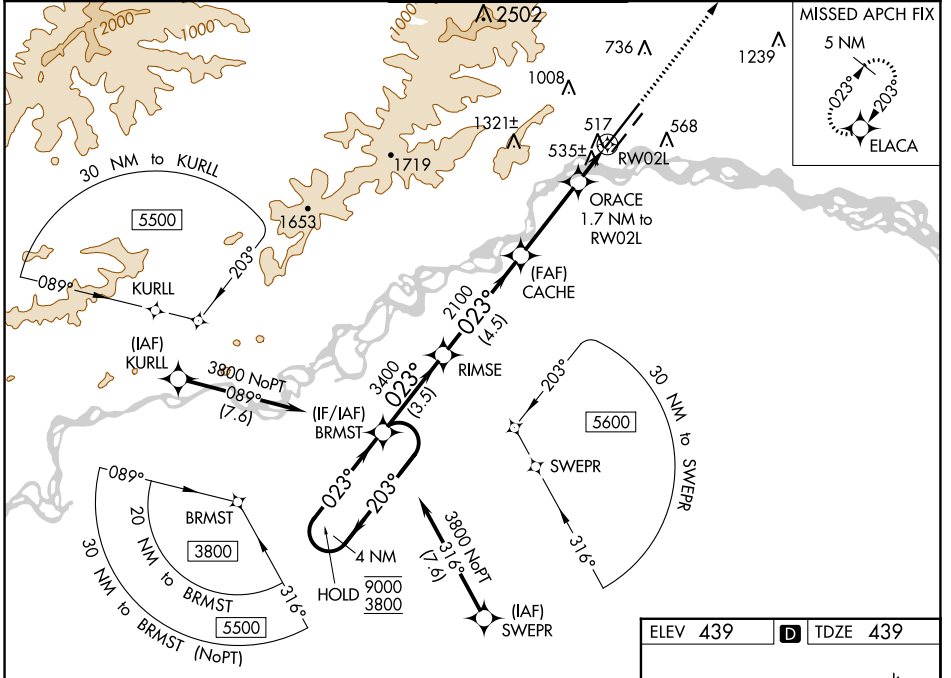 2000
1000
1000
2502
736
1239
1008
1321±
517
568
535±
RW02L
1719
1653
MISSED APCH FIX
5 NM
023°
203°
ELACA
30 NM to KURLL
5500
203°
089°
KURLL
ORACE
1.7 NM to
RW02L
(FAF)
CACHE
2100
023°
(4.5)
RIMSE
(IAF)
KURLL
3800 NoPT
089°
(7.6)
3400
023°
(3.5)
(IF/IAF)
BRMST
023°
203°
4 NM
HOLD 9000
3800
203°
30 NM to SWEPR
5600
SWEPR
316°
089°
BRMST
20 NM to BRMST
3800
316°
30 NM to BRMST (NoPT)
5500
3800 NoPT
316°
(7.6)
(IAF)
SWEPR
ELEV 439 D TDZE 439